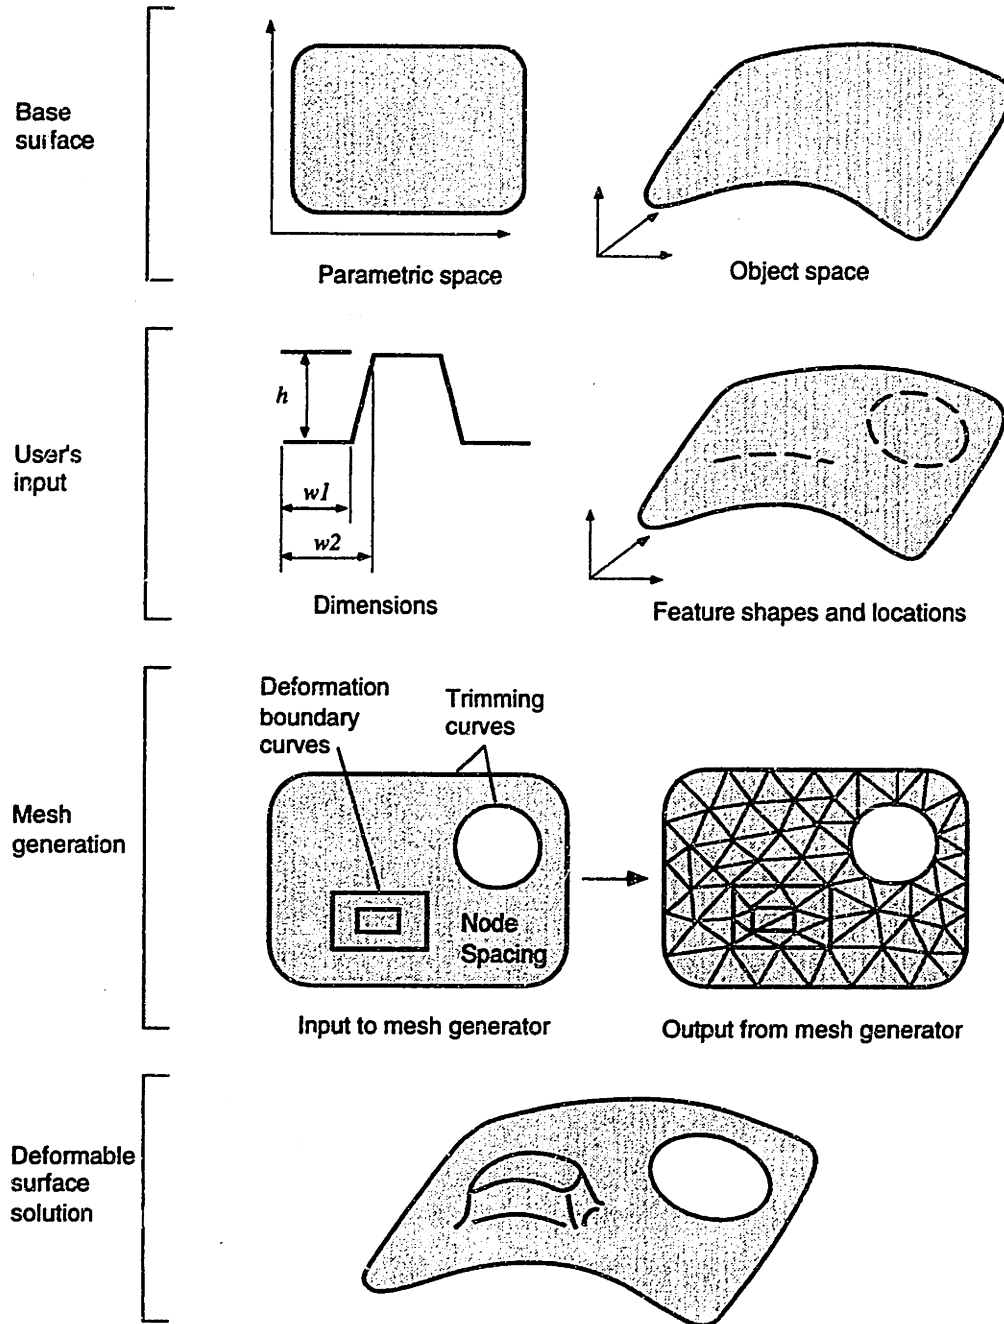 Base
surface
Parametric space
Object space
User's
input
h
w1
w2
Dimensions
Feature shapes and locations
Mesh
generation
Deformation
boundary
curves
Trimming
curves
Node
Spacing
Input to mesh generator
Output from mesh generator
Deformable
surface
solution